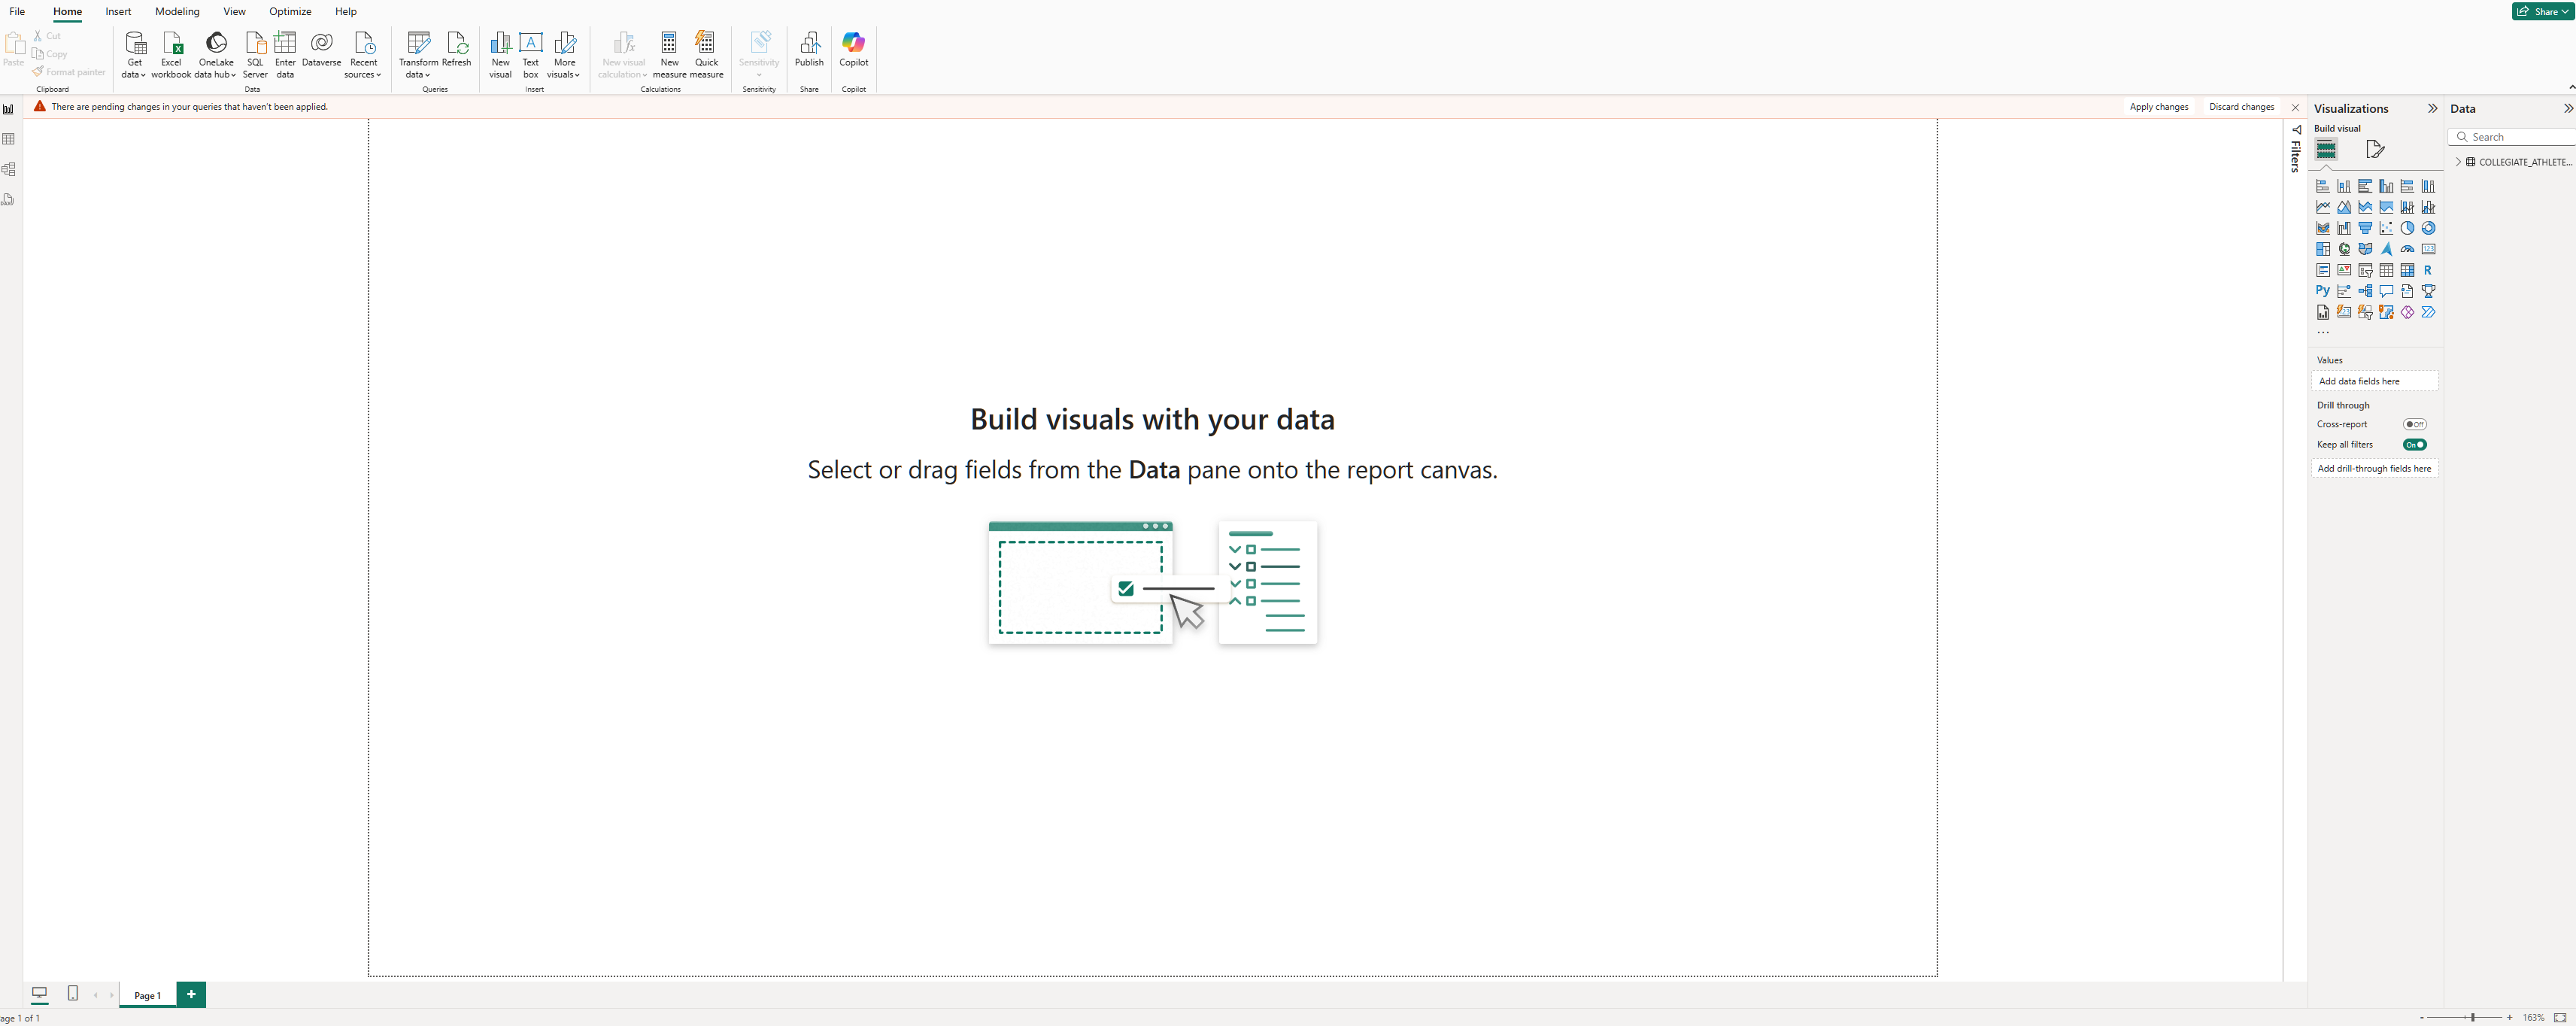 File Home Insert Modeling View Optimize Help
Share
Paste
Cut
Copy
Format painter
Clipboard
Get data
Excel workbook
OneLake data hub
SQL Server
Enter data
Dataverse
Recent sources
Data
Transform data
Refresh
Queries
New visual
Text box
More visuals
Insert
New visual calculation
New measure
Quick measure
Calculations
Sensitivity
Sensitivity
Publish
Share
Copilot
Copilot
There are pending changes in your queries that haven't been applied.
Apply changes
Discard changes
Build visuals with your data
Select or drag fields from the Data pane onto the report canvas.
Filters
Visualizations
Build visual
123
R
Py
Values
Add data fields here
Drill through
Cross-report
Off
Keep all filters
On
Add drill-through fields here
Data
Search
COLLEGIATE_ATHLETE...
Page 1
age 1 of 1
163%